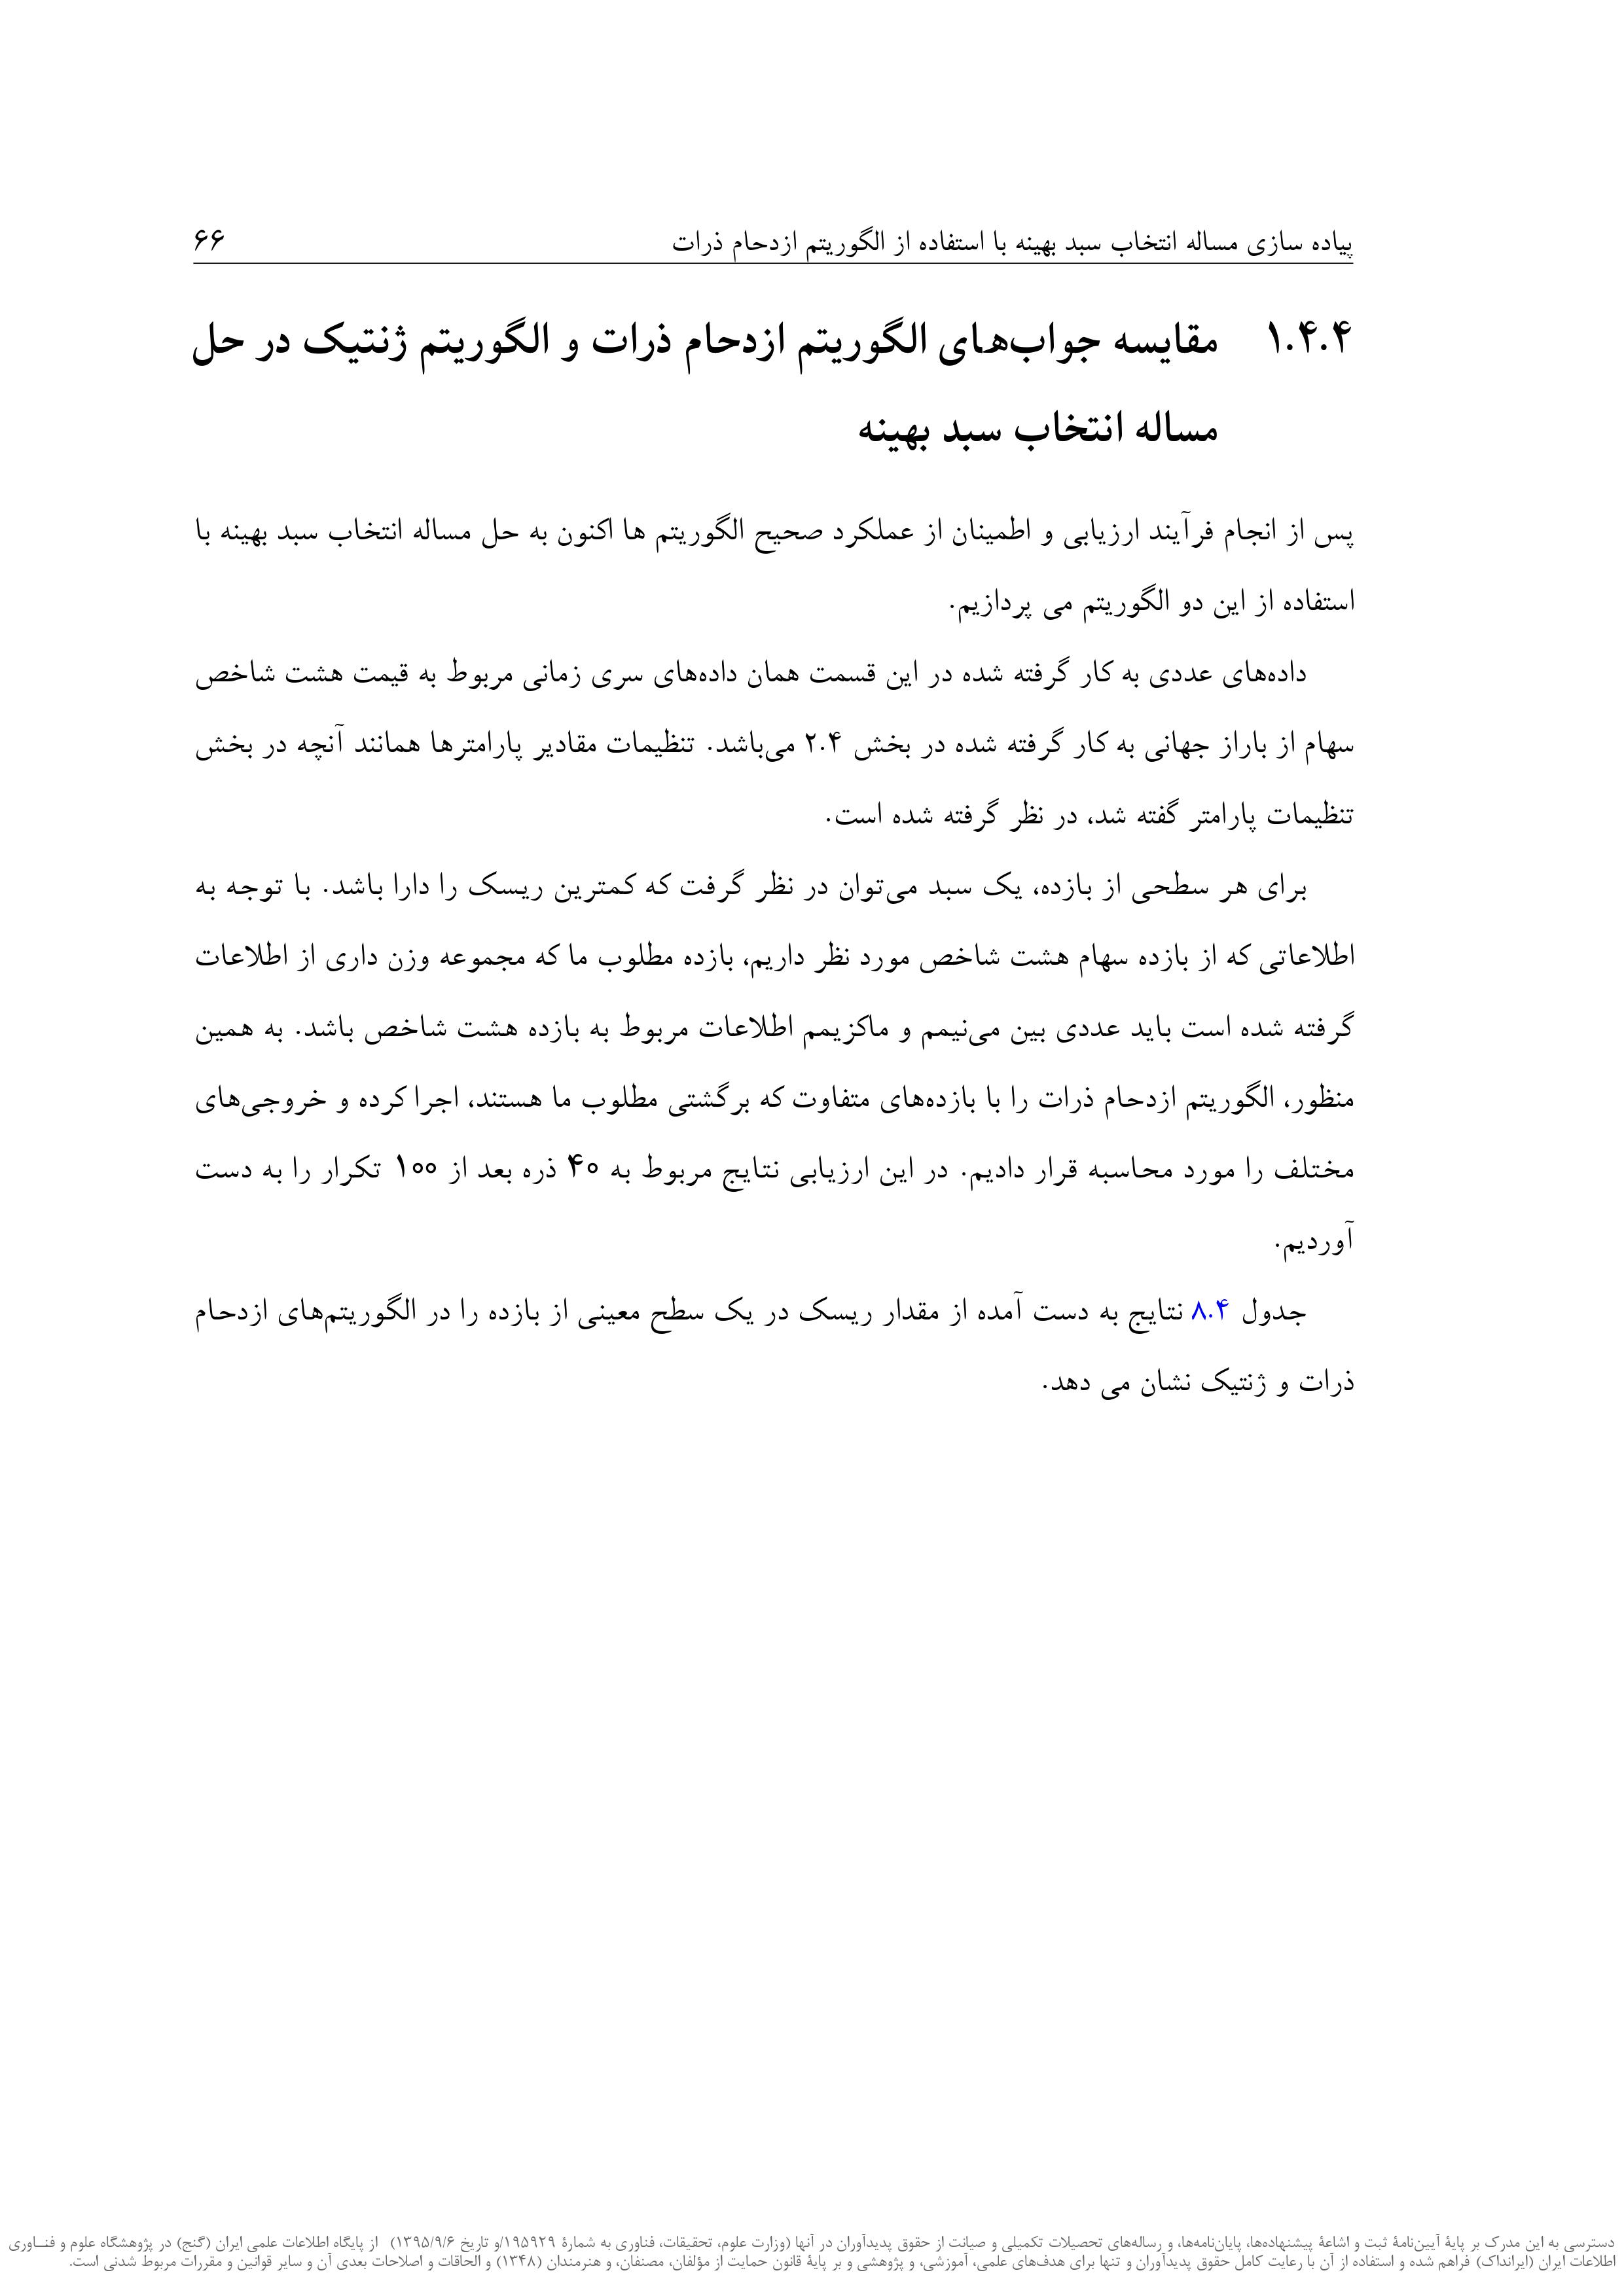 پیاده سازی مساله انتخاب سبد بهینه با استفاده از الگوریتم ازدحام ذرات ۶۶
۱.۴.۴ مقایسه جواب‌های الگوریتم ازدحام ذرات و الگوریتم ژنتیک در حل
مساله انتخاب سبد بهینه
پس از انجام فرآیند ارزیابی و اطمینان از عملکرد صحیح الگوریتم ها اکنون به حل مساله انتخاب سبد بهینه با
استفاده از این دو الگوریتم می پردازیم.
داده‌های عددی به کار گرفته شده در این قسمت همان داده‌های سری زمانی مربوط به قیمت هشت شاخص
سهام از باراز جهانی به کار گرفته شده در بخش ۲.۴ می‌باشد. تنظیمات مقادیر پارامترها همانند آنچه در بخش
تنظیمات پارامتر گفته شد، در نظر گرفته شده است.
برای هر سطحی از بازده، یک سبد می‌توان در نظر گرفت که کمترین ریسک را دارا باشد. با توجه به
اطلاعاتی که از بازده سهام هشت شاخص مورد نظر داریم، بازده مطلوب ما که مجموعه وزن داری از اطلاعات
گرفته شده است باید عددی بین می‌نیمم و ماکزیمم اطلاعات مربوط به بازده هشت شاخص باشد. به همین
منظور، الگوریتم ازدحام ذرات را با بازده‌های متفاوت که برگشتی مطلوب ما هستند، اجرا کرده و خروجی‌های
مختلف را مورد محاسبه قرار دادیم. در این ارزیابی نتایج مربوط به ۴۰ ذره بعد از ۱۰۰ تکرار را به دست
آوردیم.
جدول ۸.۴ نتایج به دست آمده از مقدار ریسک در یک سطح معینی از بازده را در الگوریتم‌های ازدحام
ذرات و ژنتیک نشان می دهد.
دسترسی به این مدرک بر پایهٔ آیین‌نامهٔ ثبت و اشاعهٔ پیشنهاده‌ها، پایان‌نامه‌ها، و رساله‌های تحصیلات تکمیلی و صیانت از حقوق پدیدآوران در آنها (وزارت علوم، تحقیقات، فناوری به شمارهٔ ۱۹۵۹۲۹/و تاریخ ۱۳۹۵/۹/۶) از پایگاه اطلاعات علمی ایران (گنج) در پژوهشگاه علوم و فنــاوری
اطلاعات ایران (ایرانداک) فراهم شده و استفاده از آن با رعایت کامل حقوق پدیدآوران و تنها برای هدف‌های علمی، آموزشی، و پژوهشی و بر پایهٔ قانون حمایت از مؤلفان، مصنفان، و هنرمندان (۱۳۴۸) و الحاقات و اصلاحات بعدی آن و سایر قوانین و مقررات مربوط شدنی است.